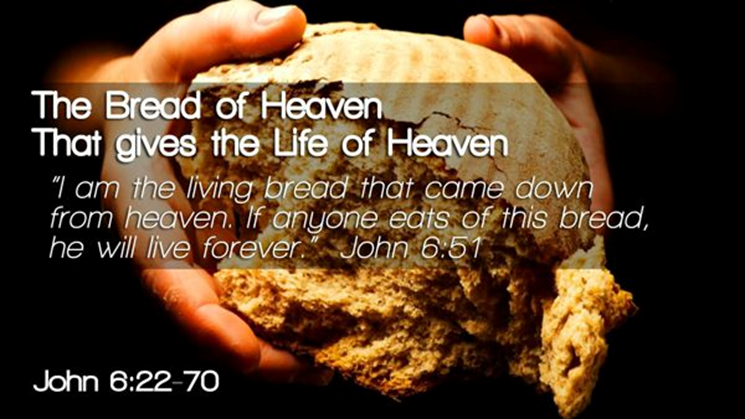 The Bread of Heaven
That gives the Life of Heaven
"I am the living bread that came down
from heaven. If anyone eats of this bread,
he will live forever." John 6:51
John 6:22-70